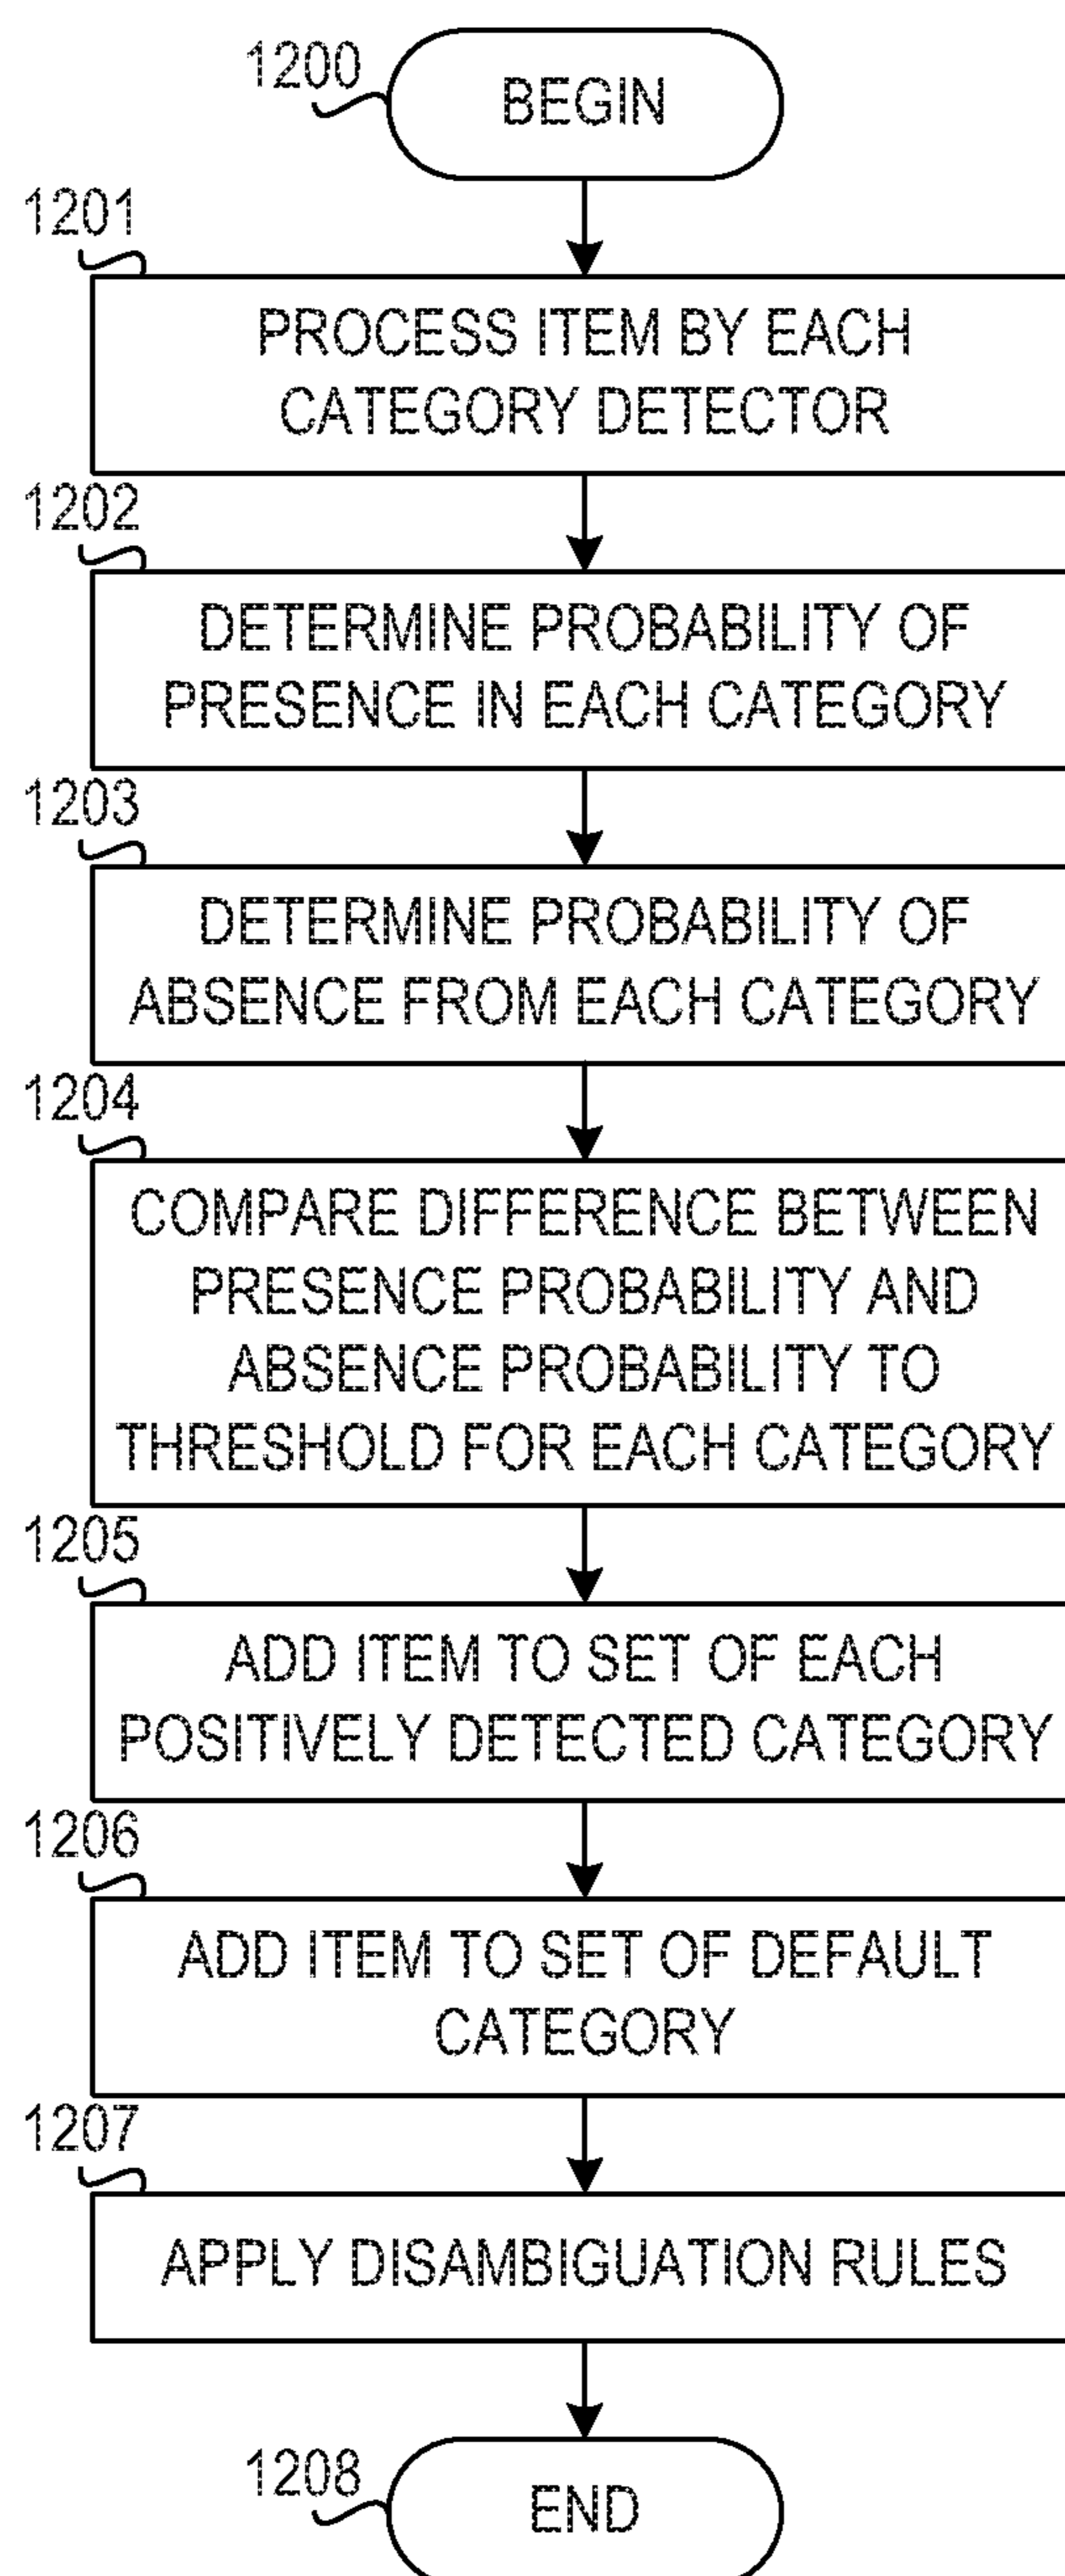 1200
BEGIN
1201
PROCESS ITEM BY EACH
CATEGORY DETECTOR
1202
DETERMINE PROBABILITY OF
PRESENCE IN EACH CATEGORY
1203
DETERMINE PROBABILITY OF
ABSENCE FROM EACH CATEGORY
1204
COMPARE DIFFERENCE BETWEEN
PRESENCE PROBABILITY AND
ABSENCE PROBABILITY TO
THRESHOLD FOR EACH CATEGORY
1205
ADD ITEM TO SET OF EACH
POSITIVELY DETECTED CATEGORY
1206
ADD ITEM TO SET OF DEFAULT
CATEGORY
1207
APPLY DISAMBIGUATION RULES
1208
END